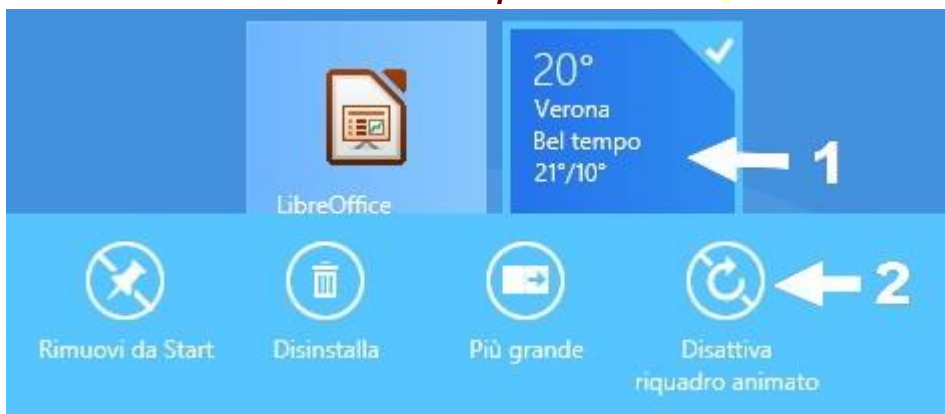 20°
Verona
Bel tempo
21°/10°
1
LibreOffice
2
Rimuovi da Start
Disinstalla
Più grande
Disattiva
riquadro animato